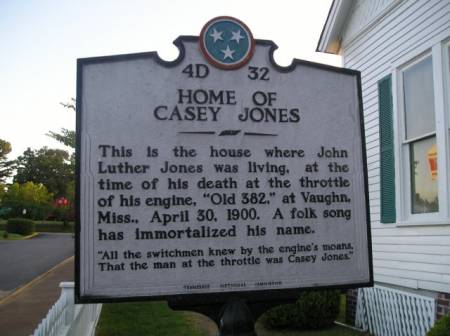 4D 32
HOME OF
CASEY JONES
This is the house where John
Luther Jones was living, at the
time of his death at the throttle
of his engine, "Old 382," at Vaughn,
Miss., April 30, 1900. A folk song
has immortalized his name.
"All the switchmen knew by the engine's moans,
That the man at the throttle was Casey Jones."
TENNESSEE HISTORICAL COMMISSION